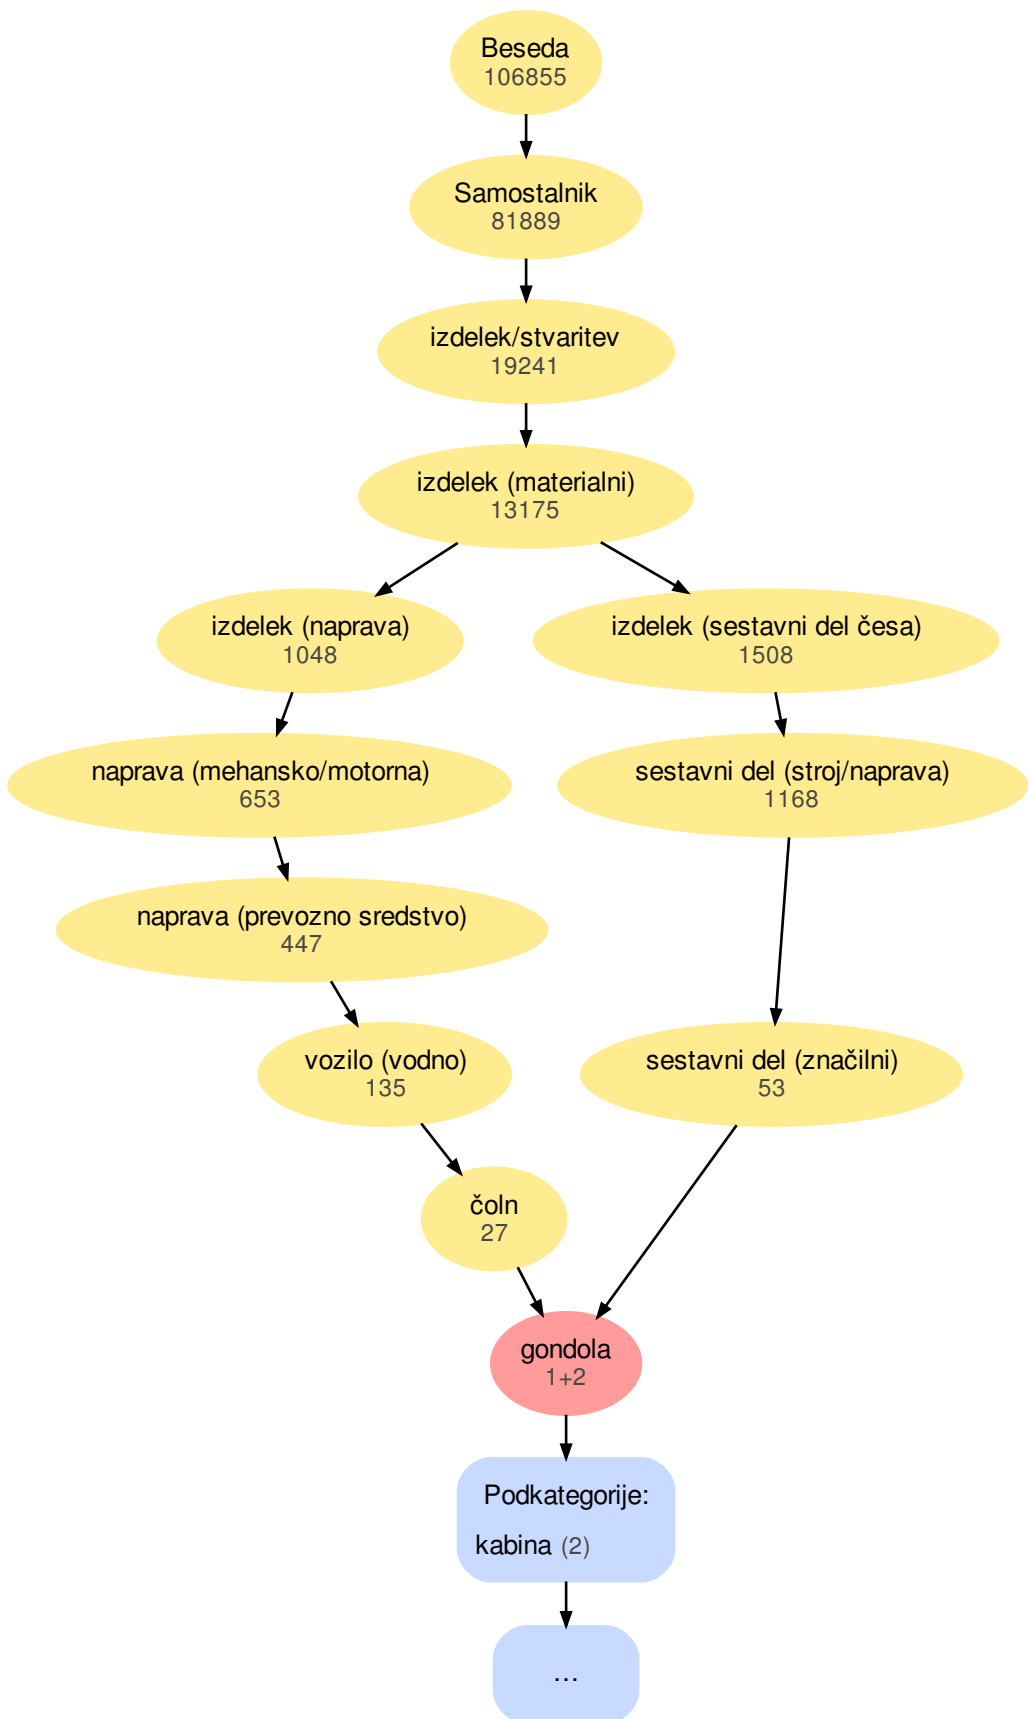 Beseda
106855
Samostalnik
81889
izdelek/stvaritev
19241
izdelek (materialni)
13175
izdelek (naprava)
1048
izdelek (sestavni del česa)
1508
naprava (mehansko/motorna)
653
sestavni del (stroj/naprava)
1168
naprava (prevozno sredstvo)
447
vozilo (vodno)
135
sestavni del (značilni)
53
čoln
27
gondola
1+2
Podkategorije:
kabina (2)
...